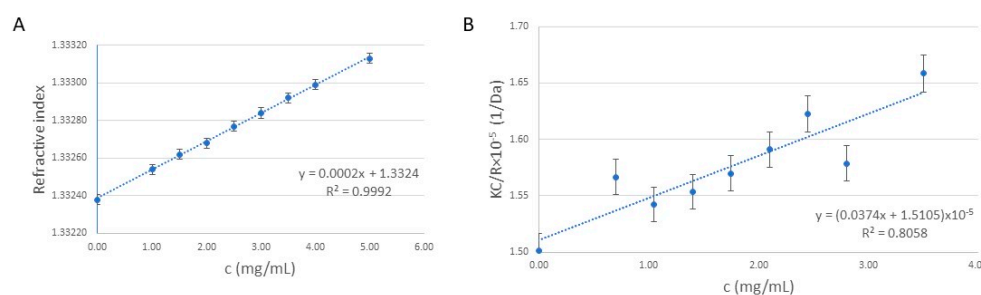 A
Refractive index
1.33320
1.33300
1.33280
1.33260
1.33240
1.33220
y = 0.0002x + 1.3324
R² = 0.9992
0.00 1.00 2.00 3.00 4.00 5.00 6.00
c (mg/mL)
B
KC/R×10⁻⁵ (1/Da)
1.70
1.65
1.60
1.55
1.50
y = (0.0374x + 1.5105)x10⁻⁵
R² = 0.8058
0.00 1.00 2.00 3.00 4.0
c (mg/mL)